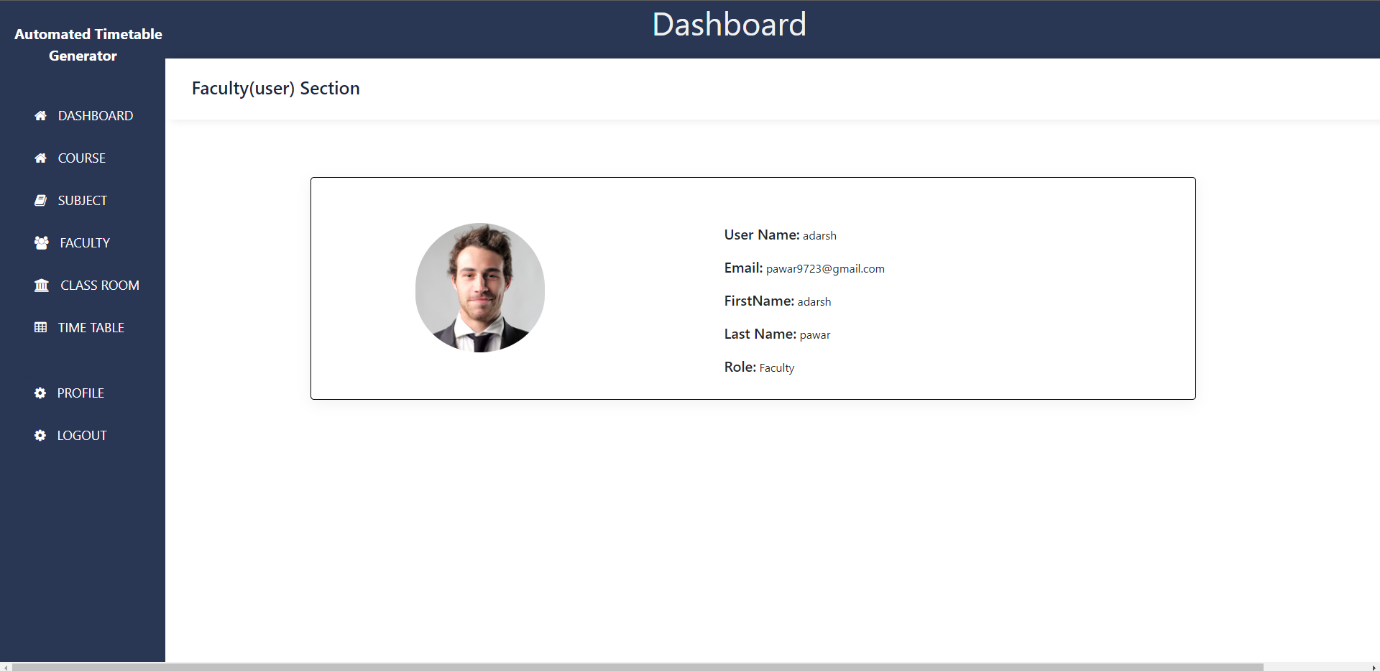 Dashboard
Automated Timetable
Generator
Faculty(user) Section
DASHBOARD
COURSE
SUBJECT
FACULTY
CLASS ROOM
TIME TABLE
PROFILE
LOGOUT
User Name: adarsh
Email: pawar9723@gmail.com
FirstName: adarsh
Last Name: pawar
Role: Faculty